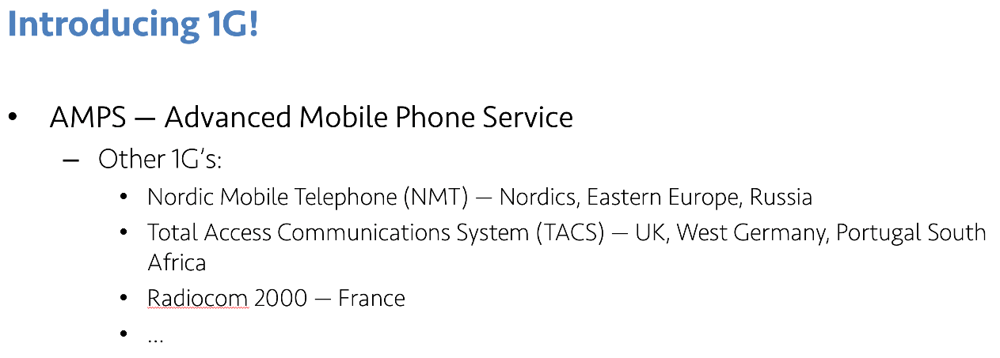 Introducing 1G!
• AMPS — Advanced Mobile Phone Service
– Other 1G's:
• Nordic Mobile Telephone (NMT) — Nordics, Eastern Europe, Russia
• Total Access Communications System (TACS) — UK, West Germany, Portugal South
Africa
• Radiocom 2000 — France
• ...